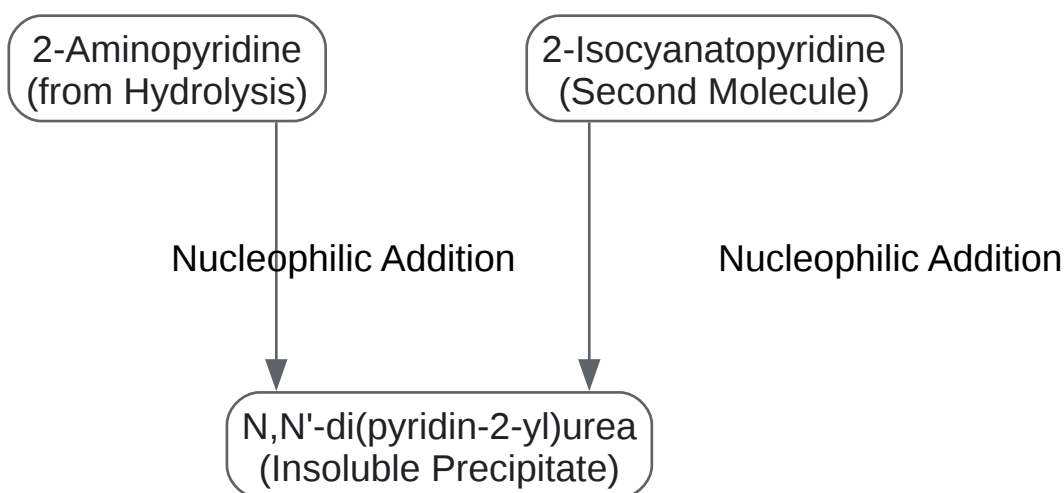 2-Aminopyridine
(from Hydrolysis)
2-Isocyanatopyridine
(Second Molecule)
Nucleophilic Addition
Nucleophilic Addition
N,N'-di(pyridin-2-yl)urea
(Insoluble Precipitate)